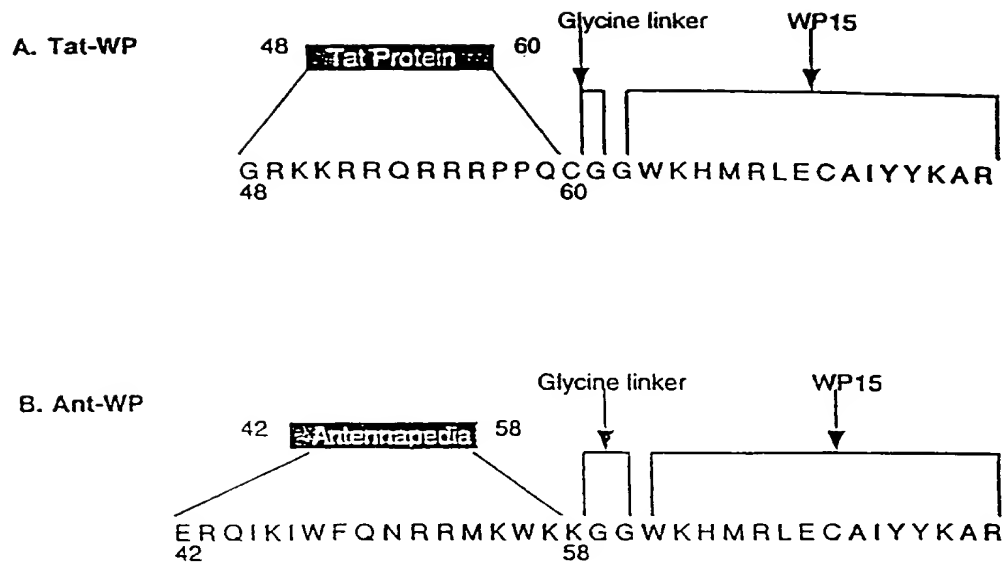 Glycine linker
WP15
A. Tat-WP
48
Tat Protein
60
GRKKRRQRRRPPQCGGWKHMRLECAIYYKAR
48
60
Glycine linker
WP15
B. Ant-WP
42
Antennapedia
58
ERQIKIWFQNRRMKWKKGGWKHMRLECAIYYKAR
42
58